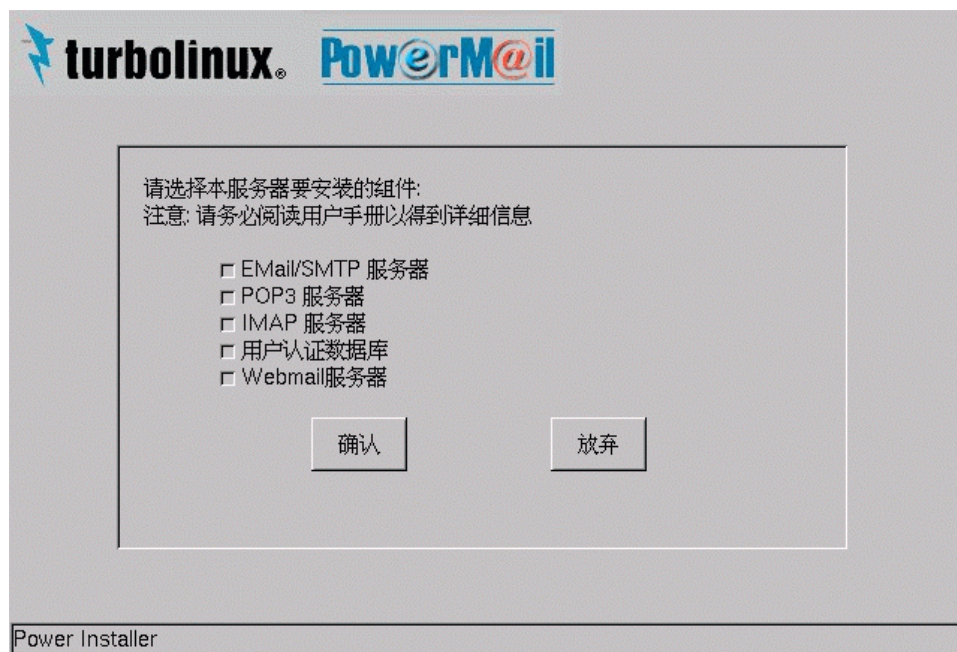 turbolinux® PowerM@il
请选择本服务器要安装的组件:
注意: 请务必阅读用户手册以得到详细信息
EMail/SMTP 服务器
POP3 服务器
IMAP 服务器
用户认证数据库
Webmail服务器
确认 放弃
Power Installer